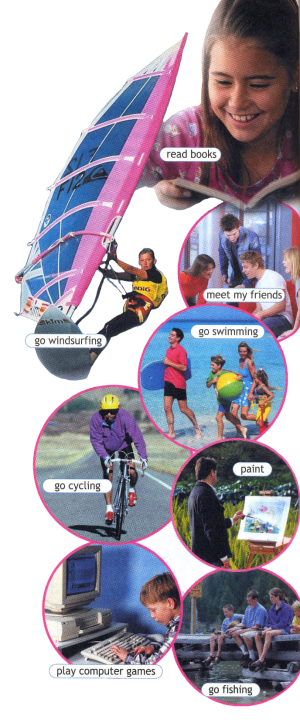 read books
meet my friends
go windsurfing
go swimming
go cycling
paint
play computer games
go fishing